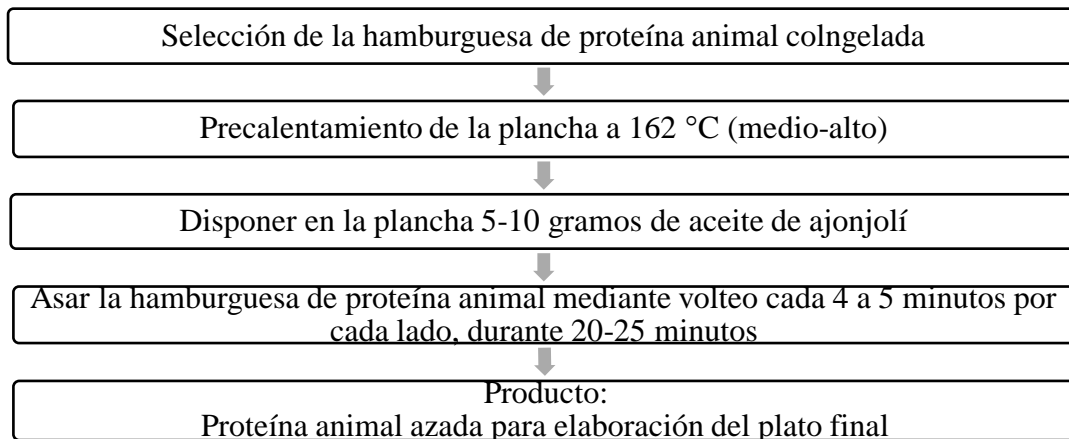 Selección de la hamburguesa de proteína animal colngelada
Precalentamiento de la plancha a 162 °C (medio-alto)
Disponer en la plancha 5-10 gramos de aceite de ajonjolí
Asar la hamburguesa de proteína animal mediante volteo cada 4 a 5 minutos por
cada lado, durante 20-25 minutos
Producto:
Proteína animal azada para elaboración del plato final